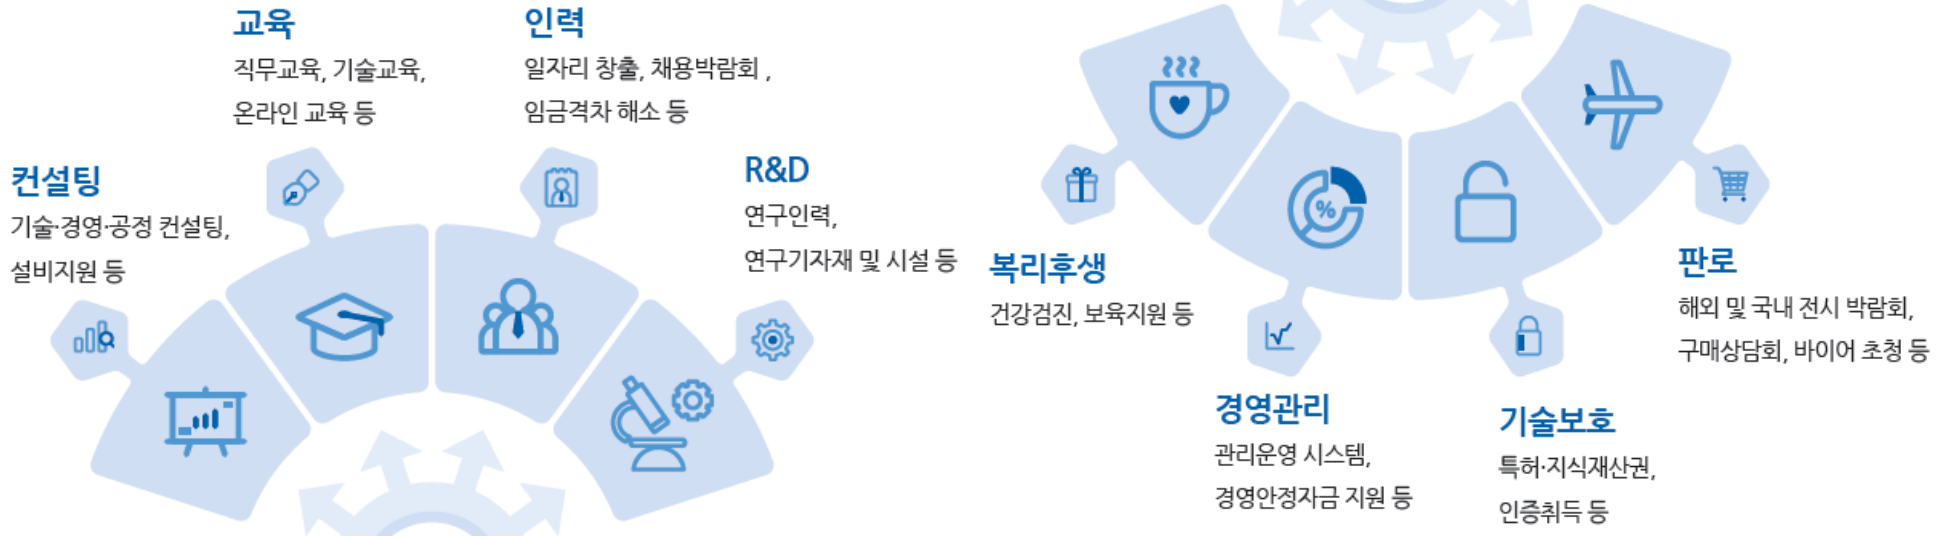 교육
직무교육, 기술교육,
온라인 교육 등
인력
일자리 창출, 채용박람회 ,
임금격차 해소 등
컨설팅
기술·경영·공정 컨설팅,
설비지원 등
R&D
연구인력,
연구기자재 및 시설 등
복리후생
건강검진, 보육지원 등
%
경영관리
관리운영 시스템,
경영안정자금 지원 등
기술보호
특허·지식재산권,
인증취득 등
판로
해외 및 국내 전시 박람회,
구매상담회, 바이어 초청 등